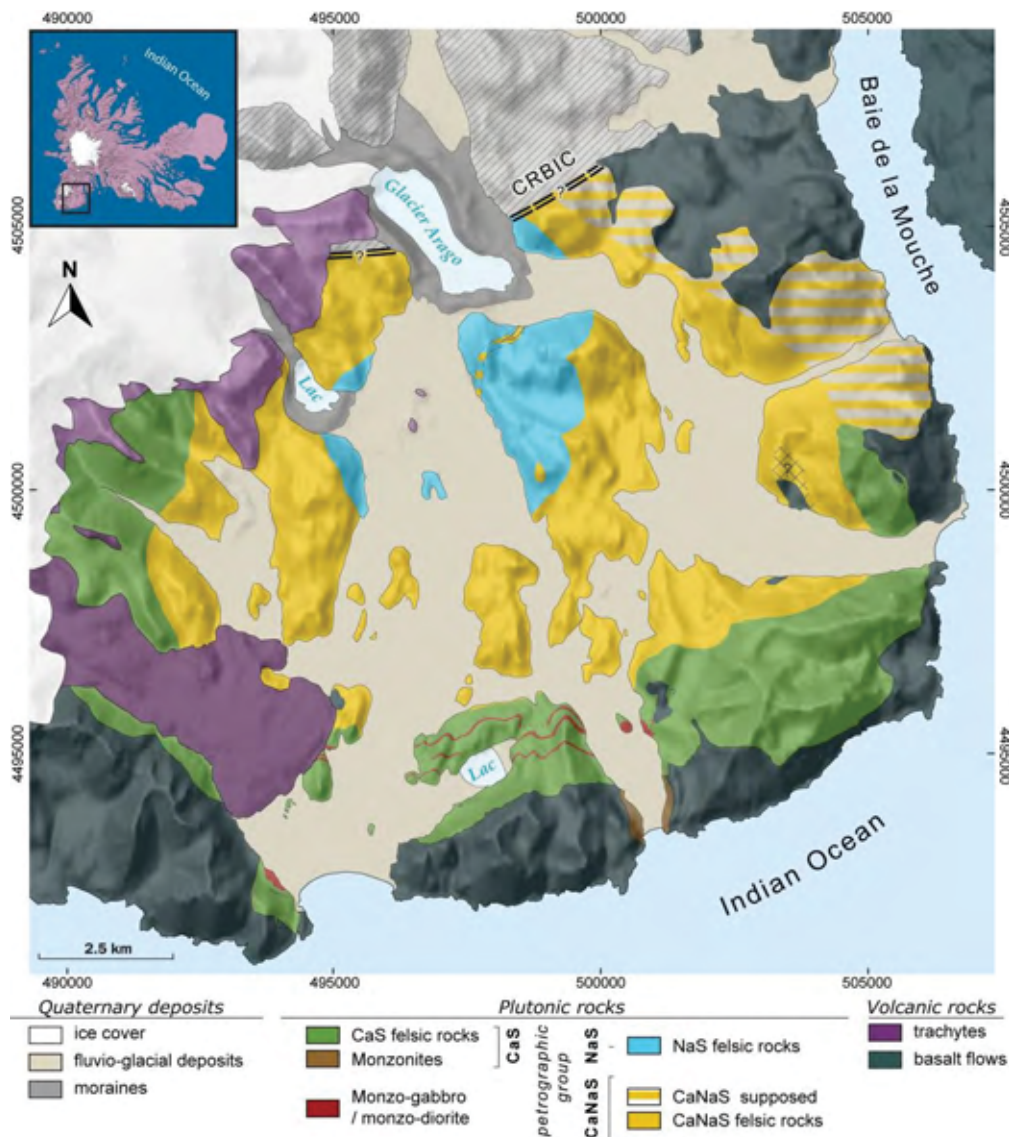 490000 495000 500000 505000
Indian Ocean
Baie de la Mouche
CRBIC
?
Glacier Arago
?
4505000
4505000
N
Lac
?
4500000
4500000
4495000
4495000
Lac
Indian Ocean
2.5 km
490000 495000 500000 505000
Quaternary deposits
ice cover
fluvio-glacial deposits
moraines
Plutonic rocks
CaS felsic rocks
Monzonites
Monzo-gabbro
/ monzo-diorite
CaS
petrographic
group
NaS
CaNaS
NaS felsic rocks
CaNaS supposed
CaNaS felsic rocks
Volcanic rocks
trachytes
basalt flows